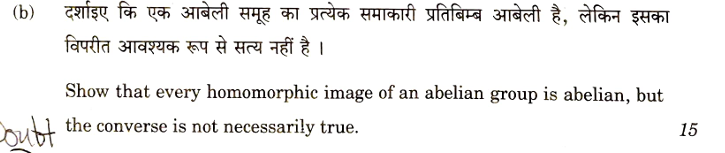 (b) दर्शाइए कि एक आबेली समूह का प्रत्येक समाकारी प्रतिबिम्ब आबेली है, लेकिन इसका
विपरीत आवश्यक रूप से सत्य नहीं है ।
Show that every homomorphic image of an abelian group is abelian, but
Doubt the converse is not necessarily true. 15